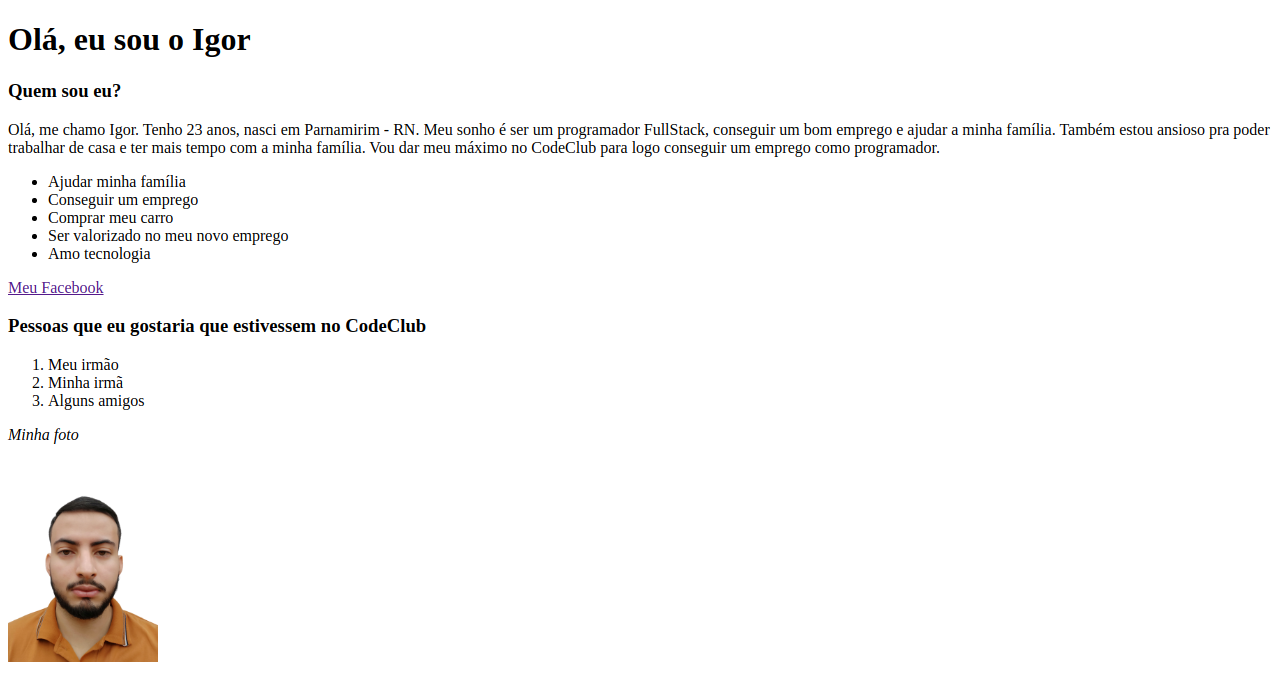 Olá, eu sou o Igor
Quem sou eu?
Olá, me chamo Igor. Tenho 23 anos, nasci em Parnamirim - RN. Meu sonho é ser um programador FullStack, conseguir um bom emprego e ajudar a minha família. Também estou ansioso pra poder
trabalhar de casa e ter mais tempo com a minha família. Vou dar meu máximo no CodeClub para logo conseguir um emprego como programador.
• Ajudar minha família
• Conseguir um emprego
• Comprar meu carro
• Ser valorizado no meu novo emprego
• Amo tecnologia
Meu Facebook
Pessoas que eu gostaria que estivessem no CodeClub
1. Meu irmão
2. Minha irmã
3. Alguns amigos
Minha foto